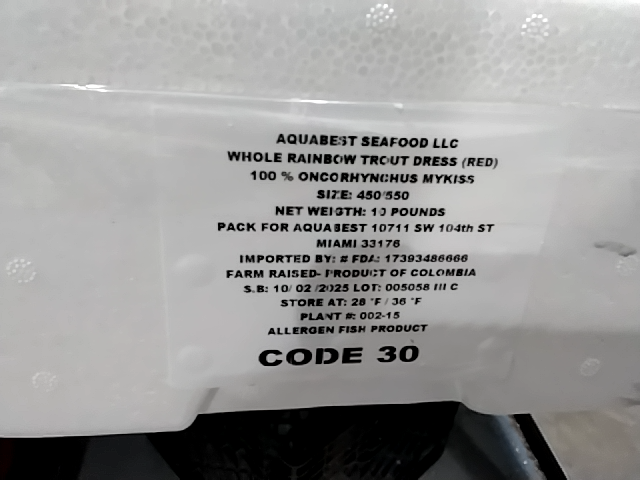 AQUABEST SEAFOOD LLC
WHOLE RAINBOW TROUT DRESS (RED)
100 % ONCORHYNCHUS MYKISS
SIZE: 450/550
NET WEIGTH: 10 POUNDS
PACK FOR AQUABEST 10711 SW 104th ST
MIAMI 33176
IMPORTED BY: # FDA: 17393486666
FARM RAISED- PRODUCT OF COLOMBIA
S.B: 10/ 02 /2025 LOT: 005058 III C
STORE AT: 28 °F / 36 °F
PLANT #: 002-15
ALLERGEN FISH PRODUCT
CODE 30